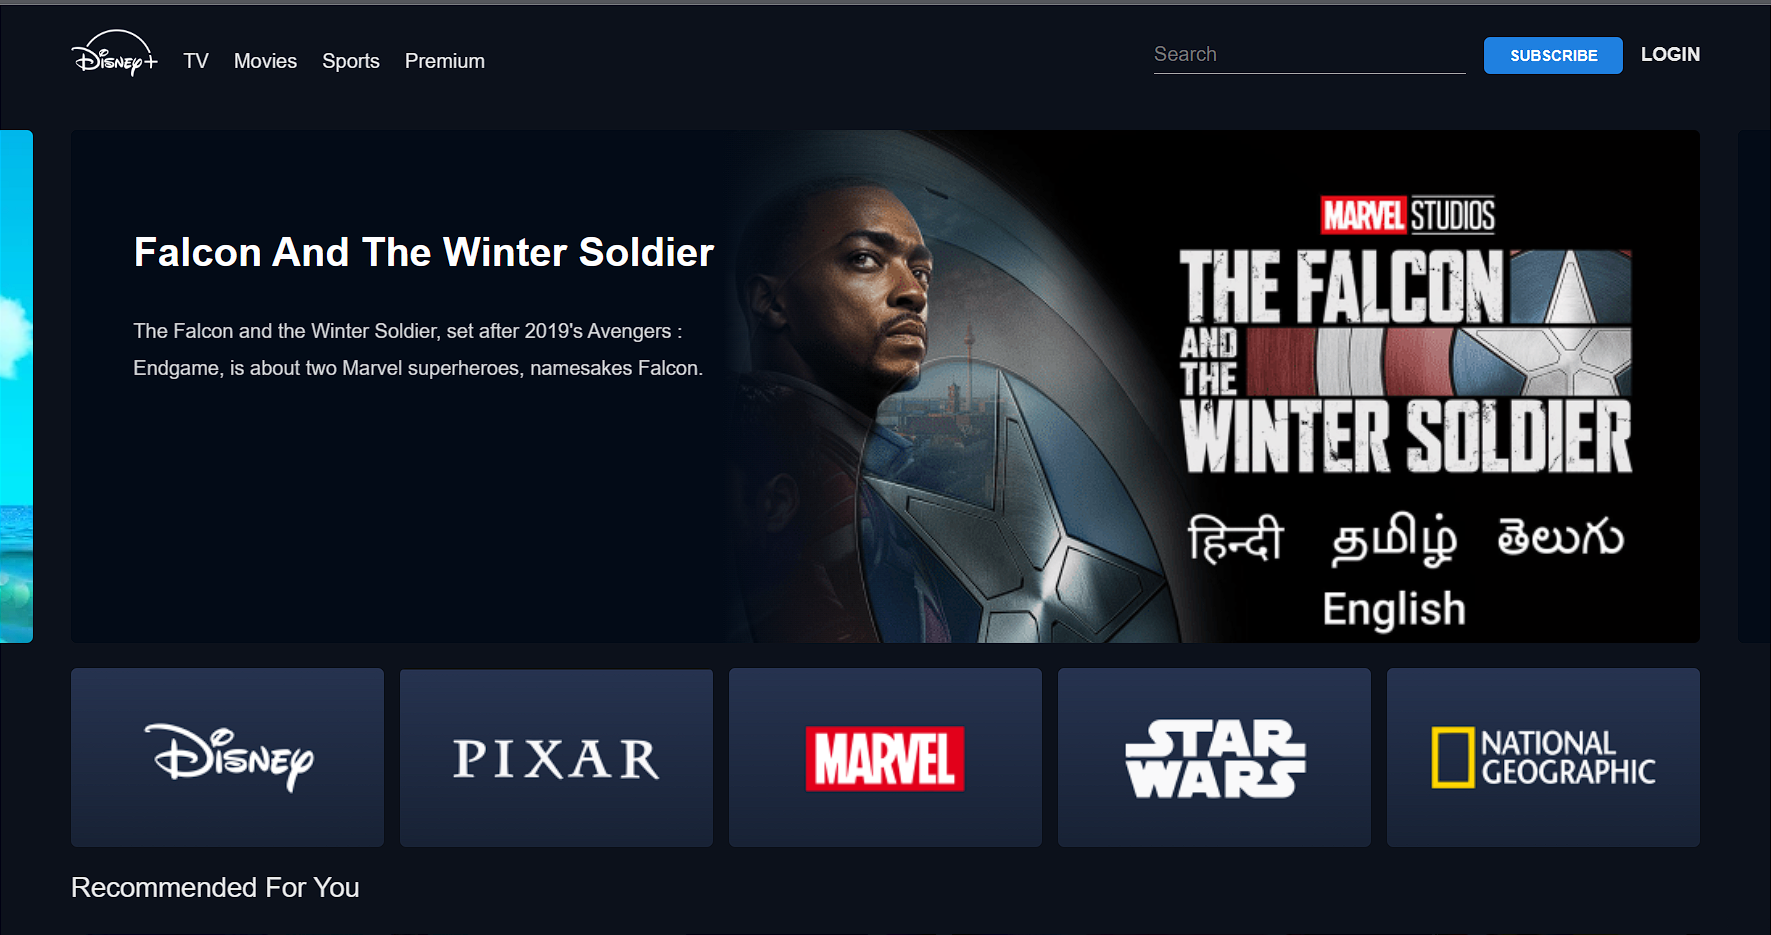 Disney+ TV Movies Sports Premium Search SUBSCRIBE LOGIN
Falcon And The Winter Soldier
The Falcon and the Winter Soldier, set after 2019's Avengers :
Endgame, is about two Marvel superheroes, namesakes Falcon.
MARVEL STUDIOS
THE FALCON
AND
THE
WINTER SOLDIER
हिन्दी தமிழ் తెలుగు
English
Disney
PIXAR
MARVEL
STAR
WARS
NATIONAL
GEOGRAPHIC
Recommended For You